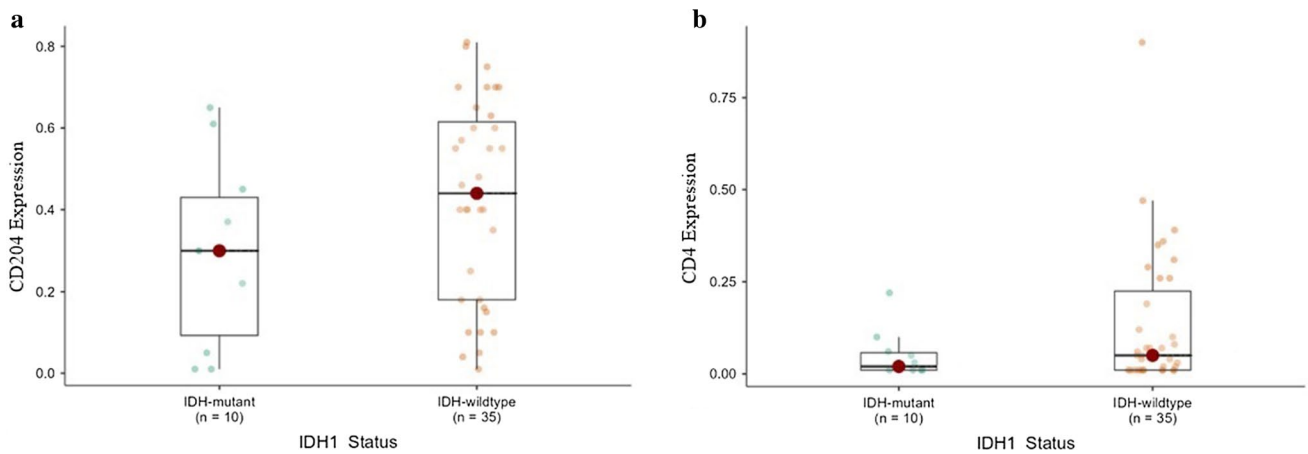 a
CD204 Expression
0.8
0.6
0.4
0.2
0.0
IDH-mutant
(n = 10)
IDH-wildtype
(n = 35)
IDH1 Status
b
CD4 Expression
0.75
0.50
0.25
0.00
IDH-mutant
(n = 10)
IDH-wildtype
(n = 35)
IDH1 Status